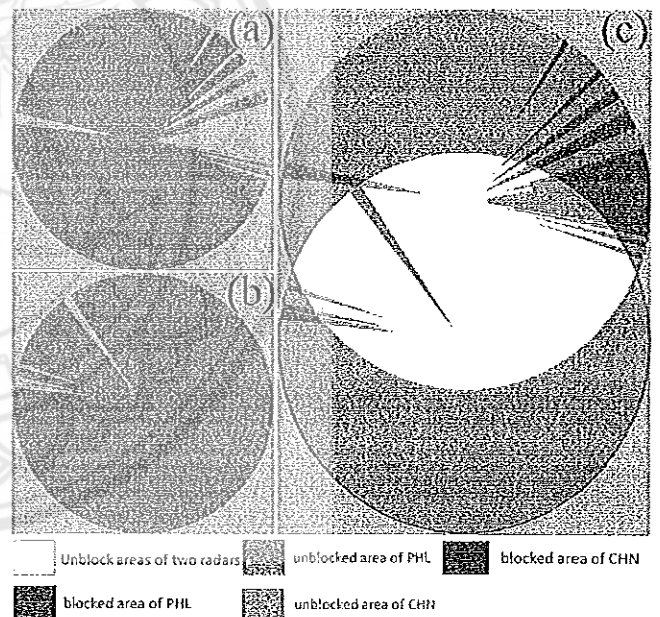 (a)
(c)
(b)
Unblock areas of two radars
unblocked area of PHL
blocked area of CHN
blocked area of PHL
unblocked area of CHN